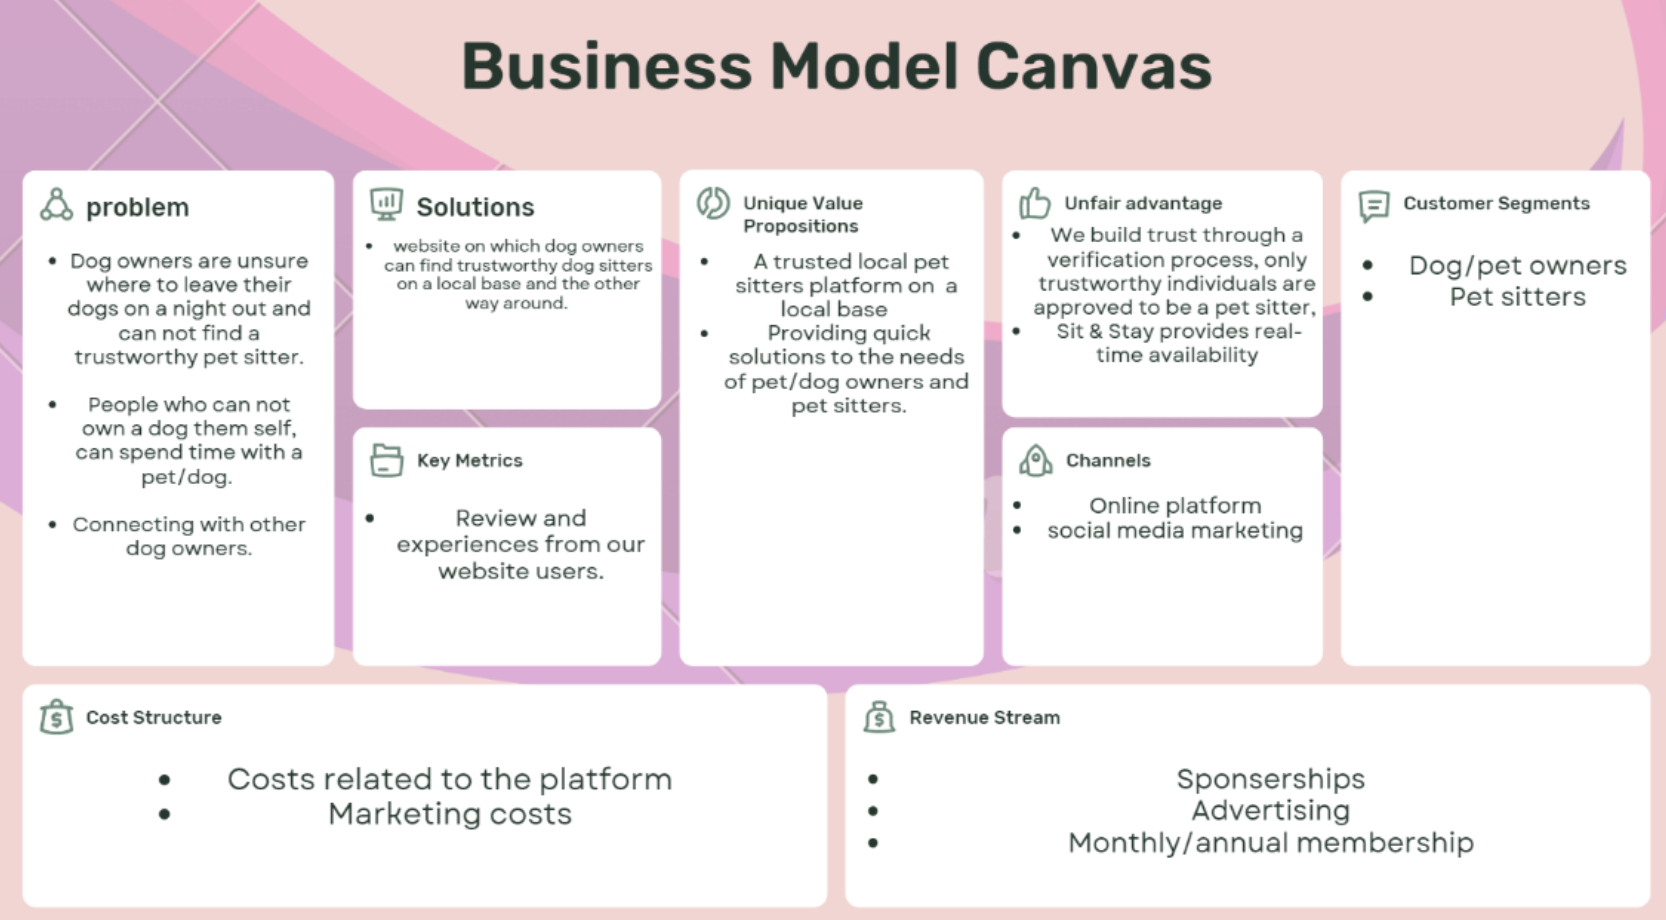 Business Model Canvas
problem
• Dog owners are unsure
where to leave their
dogs on a night out and
can not find a
trustworthy pet sitter.
• People who can not
own a dog them self,
can spend time with a
pet/dog.
• Connecting with other
dog owners.
Solutions
• website on which dog owners
can find trustworthy dog sitters
on a local base and the other
way around.
Key Metrics
• Review and
experiences from our
website users.
Unique Value
Propositions
• A trusted local pet
sitters platform on a
local base
• Providing quick
solutions to the needs
of pet/dog owners and
pet sitters.
Unfair advantage
• We build trust through a
verification process, only
trustworthy individuals are
approved to be a pet sitter,
• Sit & Stay provides real-
time availability
Channels
• Online platform
• social media marketing
Customer Segments
• Dog/pet owners
• Pet sitters
Cost Structure
• Costs related to the platform
• Marketing costs
Revenue Stream
• Sponserships
• Advertising
• Monthly/annual membership